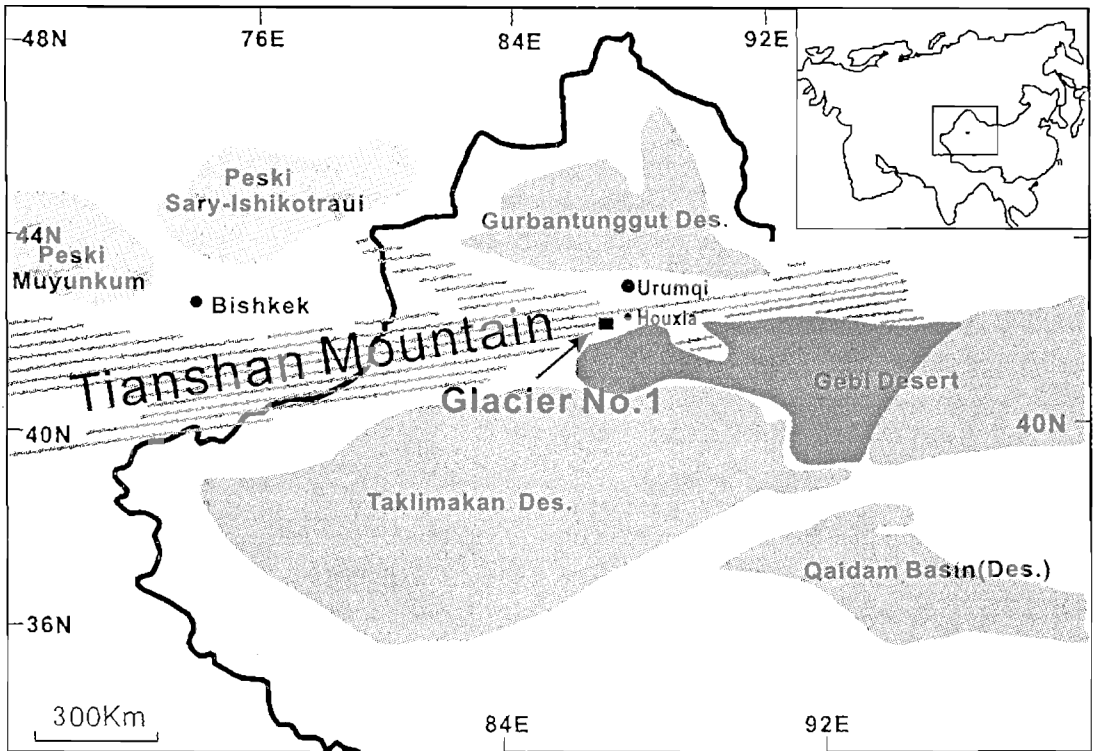 48N
76E
84E
92E
Peski
Sary-Ishikotraui
Gurbantunggut Des.
44N
Peski
Muyunkum
Bishkek
Urumqi
Houxla
Tianshan Mountain
Gebi Desert
Glacier No.1
40N
40N
Taklimakan Des.
Qaidam Basin(Des.)
36N
300Km
84E
92E